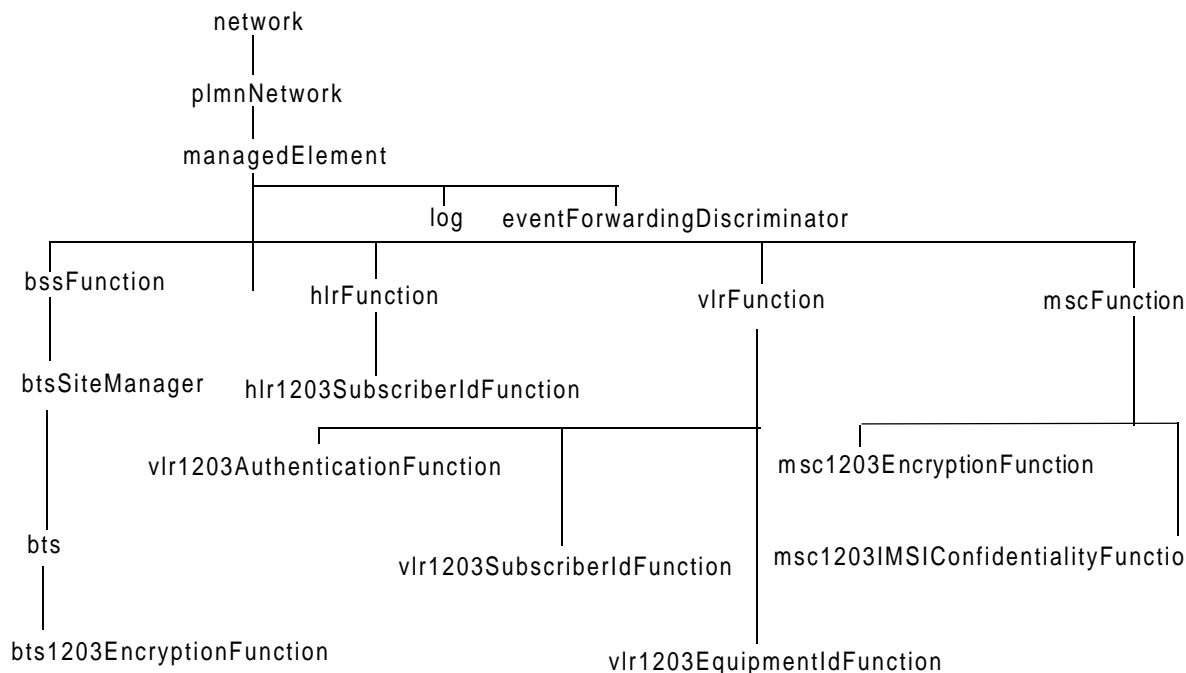 network
plmnNetwork
managedElement
log eventForwardingDiscriminator
bssFunction
hlrFunction
vlrFunction
mscFunction
btsSiteManager
hlr1203SubscriberIdFunction
vlr1203AuthenticationFunction
msc1203EncryptionFunction
bts
vlr1203SubscriberIdFunction
msc1203IMSIConfidentialityFunctio
bts1203EncryptionFunction
vlr1203EquipmentIdFunction